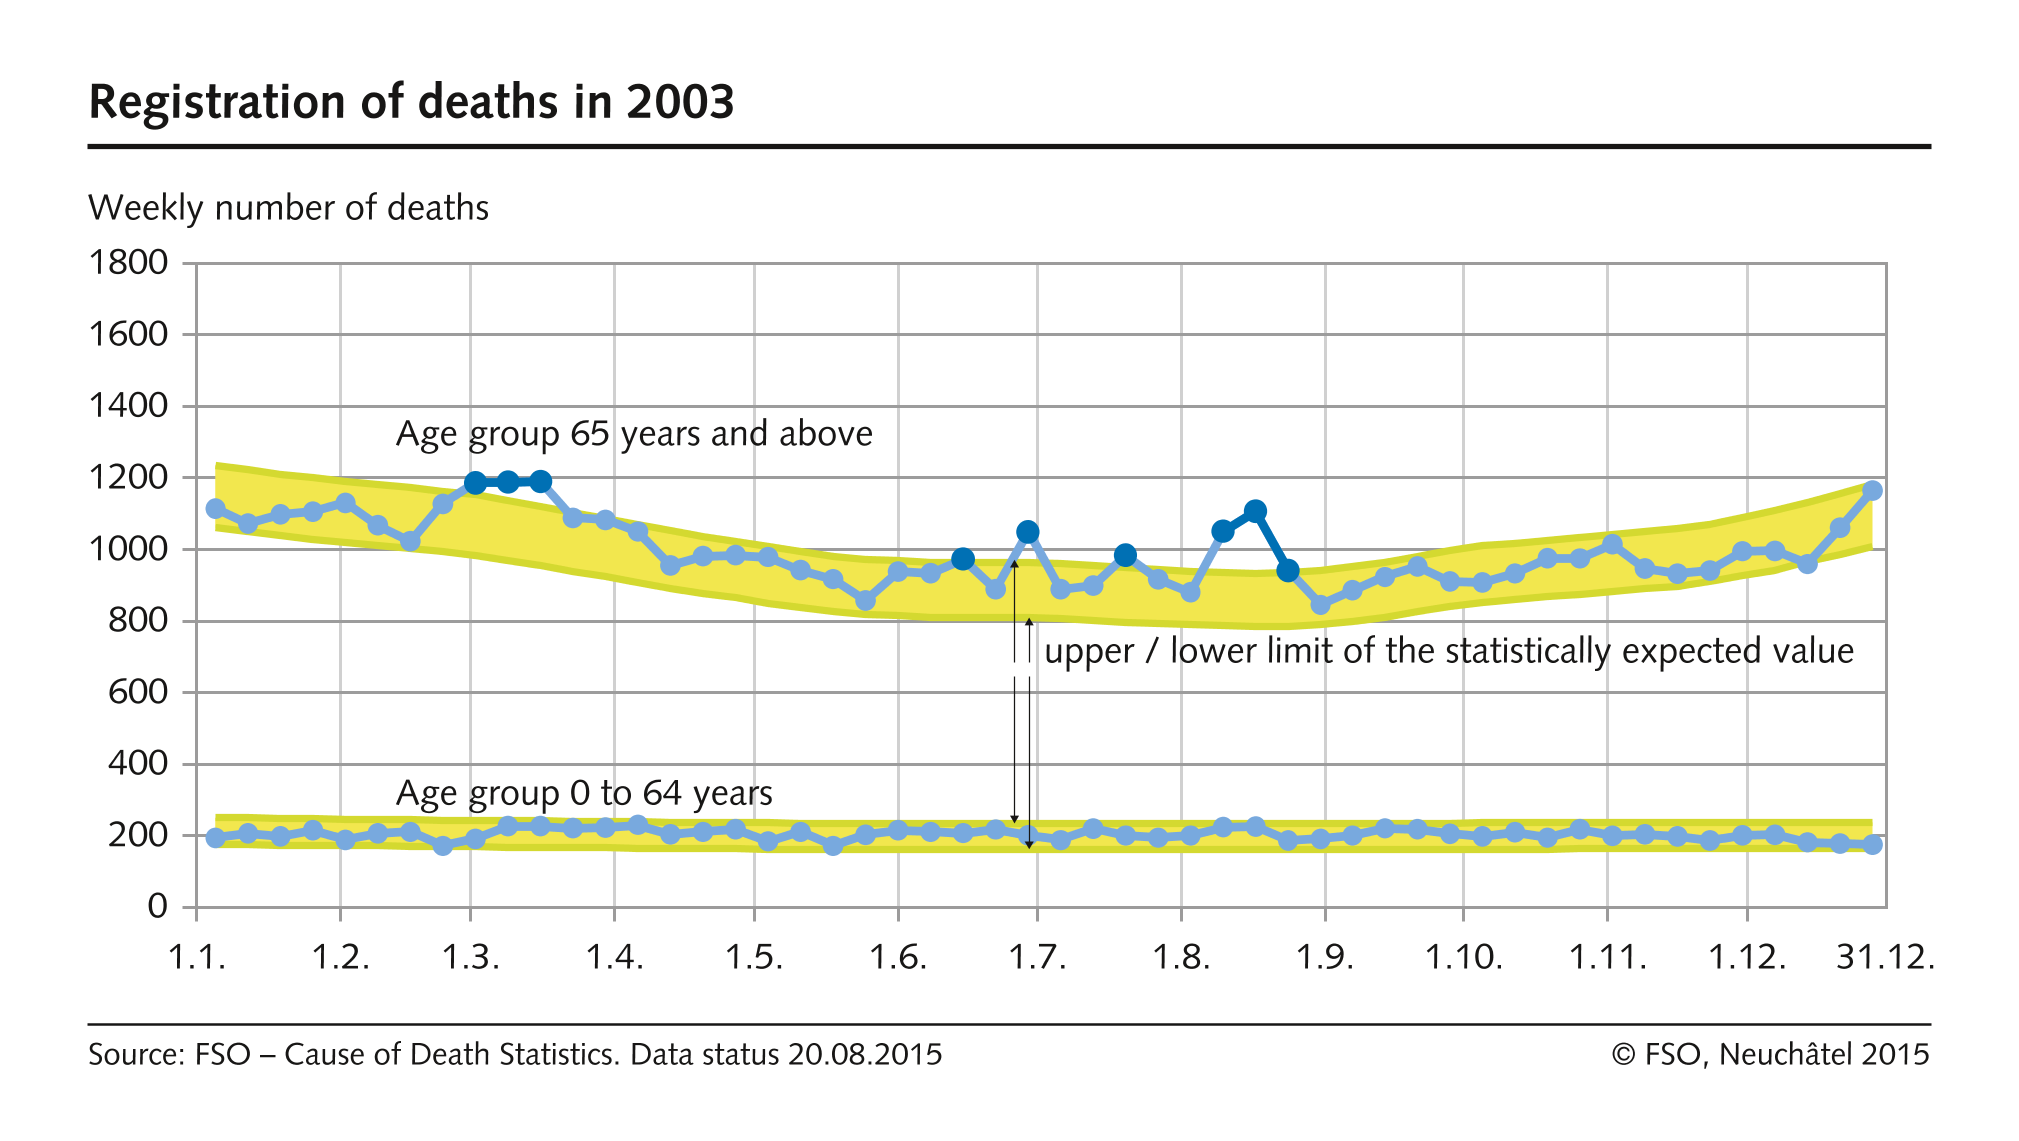 Registration of deaths in 2003
Weekly number of deaths
1800
1600
1400
Age group 65 years and above
1200
1000
800
upper / lower limit of the statistically expected value
600
400
Age group 0 to 64 years
200
0
1.1. 1.2. 1.3. 1.4. 1.5. 1.6. 1.7. 1.8. 1.9. 1.10. 1.11. 1.12. 31.12.
Source: FSO – Cause of Death Statistics. Data status 20.08.2015 © FSO, Neuchâtel 2015